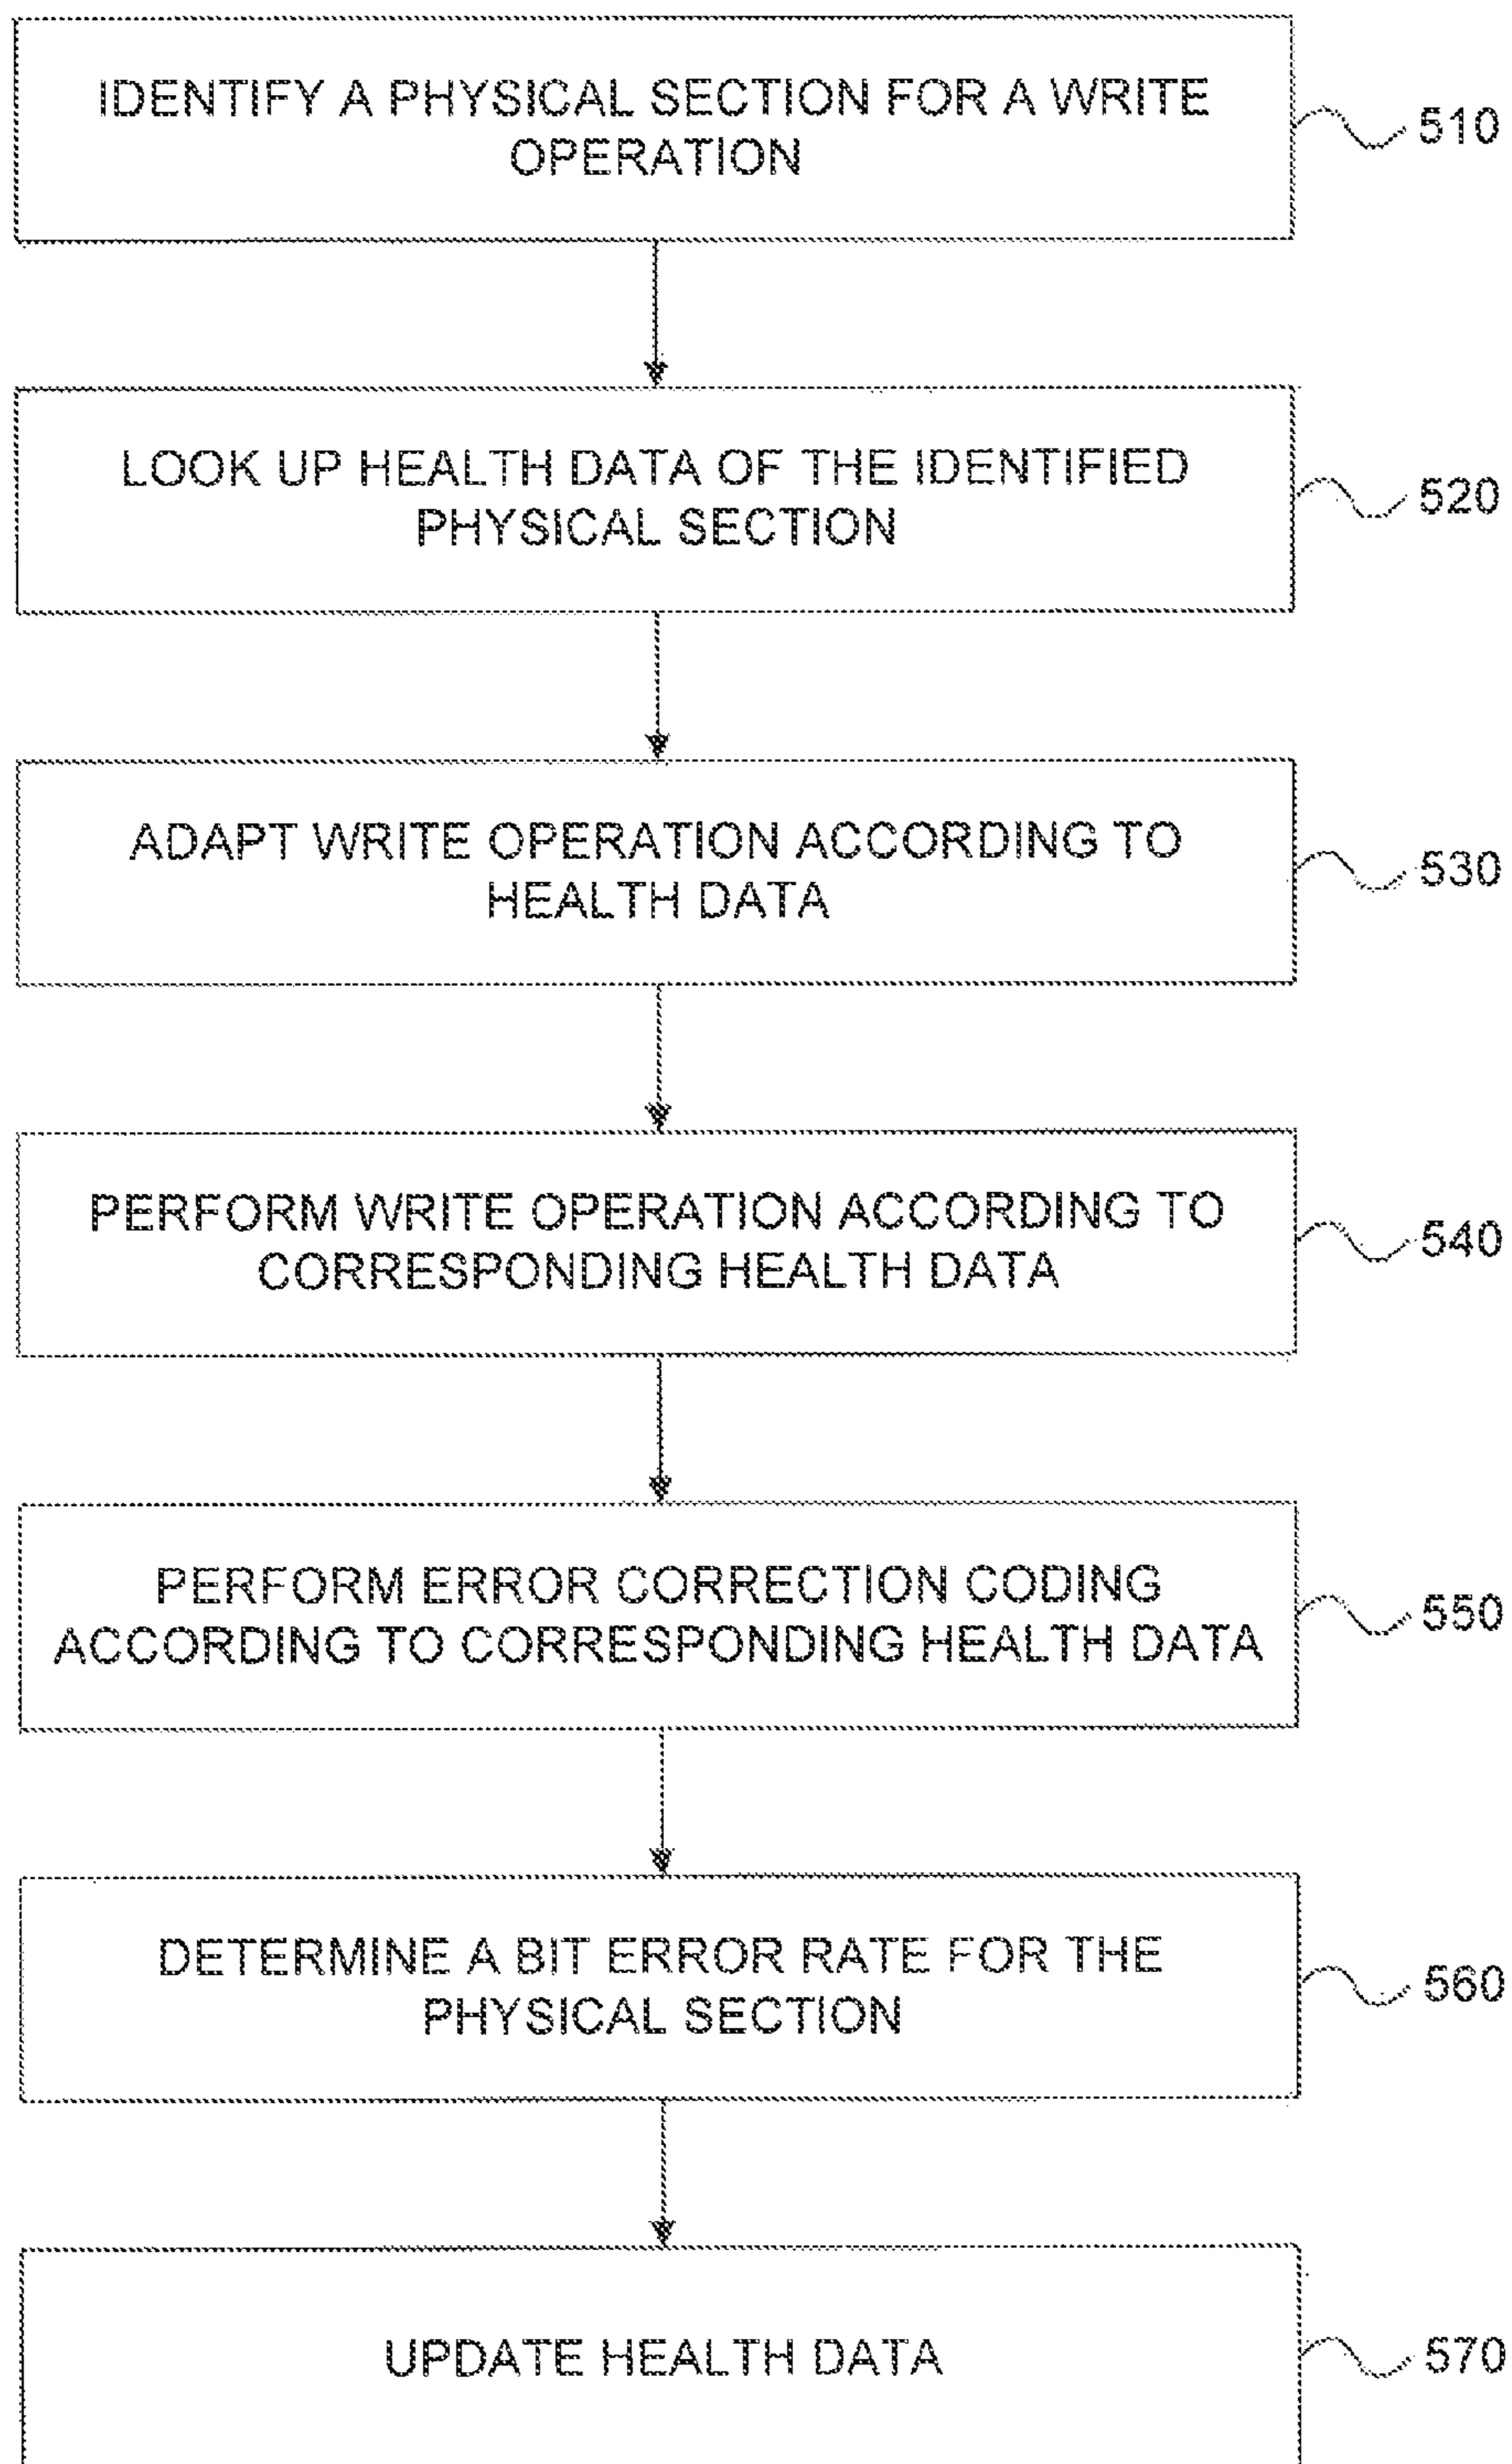 IDENTIFY A PHYSICAL SECTION FOR A WRITE
OPERATION
510
LOOK UP HEALTH DATA OF THE IDENTIFIED
PHYSICAL SECTION
520
ADAPT WRITE OPERATION ACCORDING TO
HEALTH DATA
530
PERFORM WRITE OPERATION ACCORDING TO
CORRESPONDING HEALTH DATA
540
PERFORM ERROR CORRECTION CODING
ACCORDING TO CORRESPONDING HEALTH DATA
550
DETERMINE A BIT ERROR RATE FOR THE
PHYSICAL SECTION
560
UPDATE HEALTH DATA
570